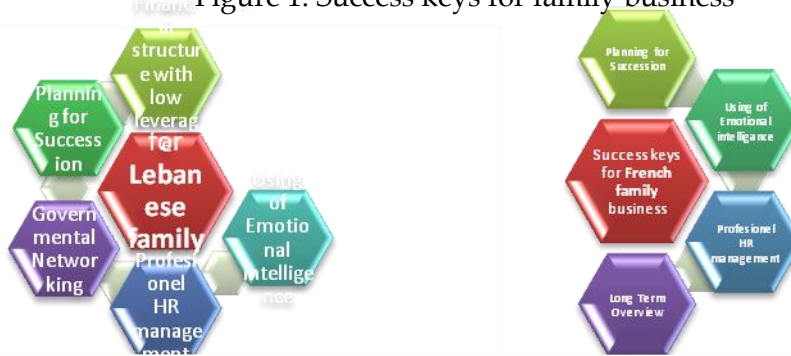 Figure 1. Success keys for family business
Financi
al
structur
e with
low
leverag
e
Plannin
g for
Success
ion
for
Leban
ese
family
Using
of
Emotio
nal
Intellige
nce
Govern
mental
Networ
king
Profesi
onel
HR
manage
ment
Planning for
Succession
Using of
Emotional
intelligance
Success keys
for French
family
business
Profesionel
HR
management
Long Term
Overview